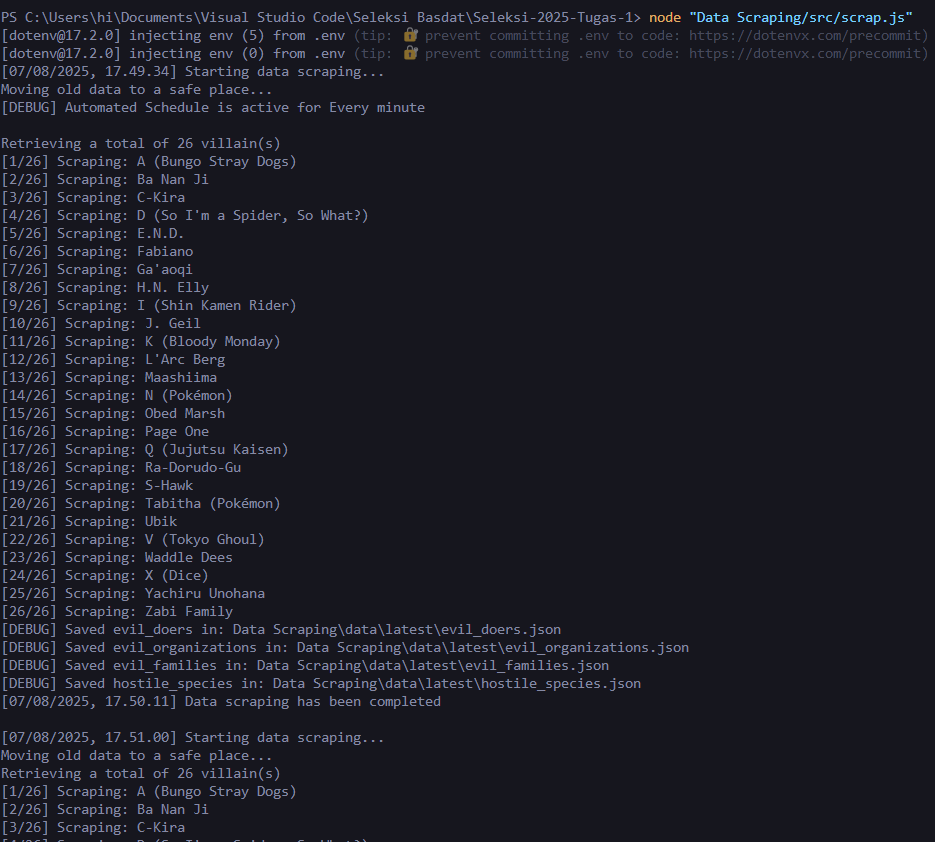 PS C:\Users\hi\Documents\Visual Studio Code\Seleksi Basdat\Seleksi-2025-Tugas-1> node "Data Scraping/src/scrap.js"
[dotenv@17.2.0] injecting env (5) from .env (tip: 🔐 prevent committing .env to code: https://dotenvx.com/precommit)
[dotenv@17.2.0] injecting env (0) from .env (tip: 🔐 prevent committing .env to code: https://dotenvx.com/precommit)
[07/08/2025, 17.49.34] Starting data scraping...
Moving old data to a safe place...
[DEBUG] Automated Schedule is active for Every minute
Retrieving a total of 26 villain(s)
[1/26] Scraping: A (Bungo Stray Dogs)
[2/26] Scraping: Ba Nan Ji
[3/26] Scraping: C-Kira
[4/26] Scraping: D (So I'm a Spider, So What?)
[5/26] Scraping: E.N.D.
[6/26] Scraping: Fabiano
[7/26] Scraping: Ga'aoqi
[8/26] Scraping: H.N. Elly
[9/26] Scraping: I (Shin Kamen Rider)
[10/26] Scraping: J. Geil
[11/26] Scraping: K (Bloody Monday)
[12/26] Scraping: L'Arc Berg
[13/26] Scraping: Maashiima
[14/26] Scraping: N (Pokémon)
[15/26] Scraping: Obed Marsh
[16/26] Scraping: Page One
[17/26] Scraping: Q (Jujutsu Kaisen)
[18/26] Scraping: Ra-Dorudo-Gu
[19/26] Scraping: S-Hawk
[20/26] Scraping: Tabitha (Pokémon)
[21/26] Scraping: Ubik
[22/26] Scraping: V (Tokyo Ghoul)
[23/26] Scraping: Waddle Dees
[24/26] Scraping: X (Dice)
[25/26] Scraping: Yachiru Unohana
[26/26] Scraping: Zabi Family
[DEBUG] Saved evil_doers in: Data Scraping\data\latest\evil_doers.json
[DEBUG] Saved evil_organizations in: Data Scraping\data\latest\evil_organizations.json
[DEBUG] Saved evil_families in: Data Scraping\data\latest\evil_families.json
[DEBUG] Saved hostile_species in: Data Scraping\data\latest\hostile_species.json
[07/08/2025, 17.50.11] Data scraping has been completed
[07/08/2025, 17.51.00] Starting data scraping...
Moving old data to a safe place...
Retrieving a total of 26 villain(s)
[1/26] Scraping: A (Bungo Stray Dogs)
[2/26] Scraping: Ba Nan Ji
[3/26] Scraping: C-Kira